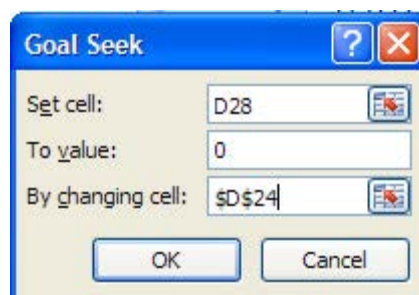 Goal Seek
Set cell: D28
To value: 0
By changing cell: $D$24
OK Cancel